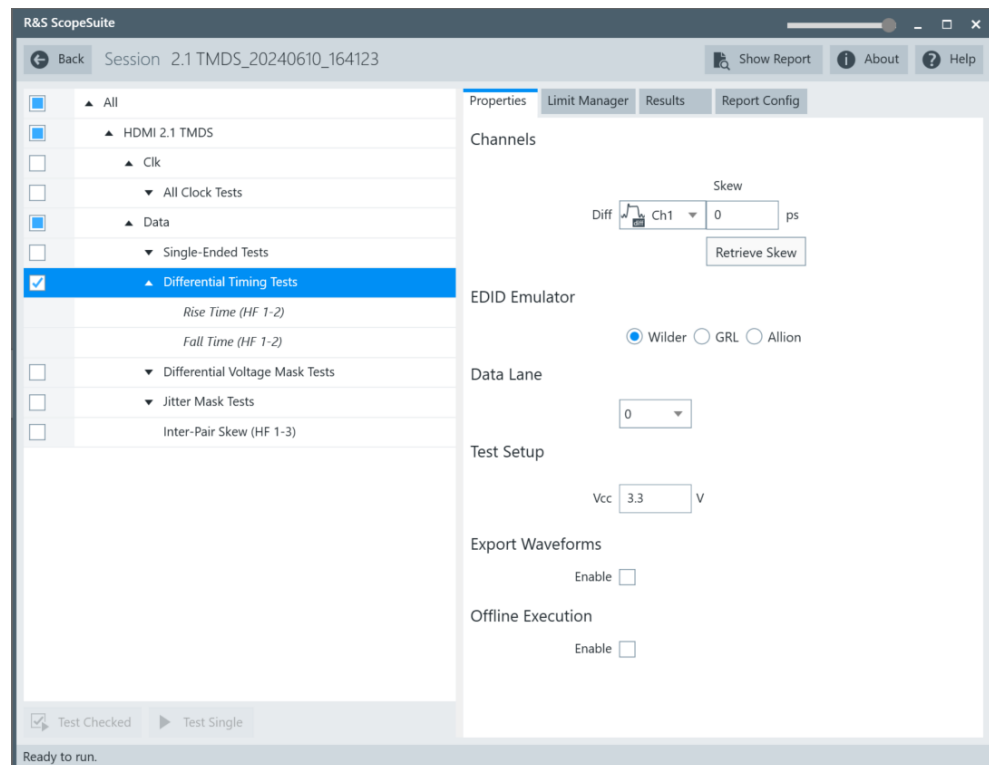 R&S ScopeSuite
Back Session 2.1 TMDS_20240610_164123 Show Report About Help
All
HDMI 2.1 TMDS
Clk
All Clock Tests
Data
Single-Ended Tests
Differential Timing Tests
Rise Time (HF 1-2)
Fall Time (HF 1-2)
Differential Voltage Mask Tests
Jitter Mask Tests
Inter-Pair Skew (HF 1-3)
Test Checked Test Single
Properties Limit Manager Results Report Config
Channels
Skew
Diff diff Ch1 0 ps
Retrieve Skew
EDID Emulator
Wilder GRL Allion
Data Lane
0
Test Setup
Vcc 3.3 V
Export Waveforms
Enable
Offline Execution
Enable
Ready to run.